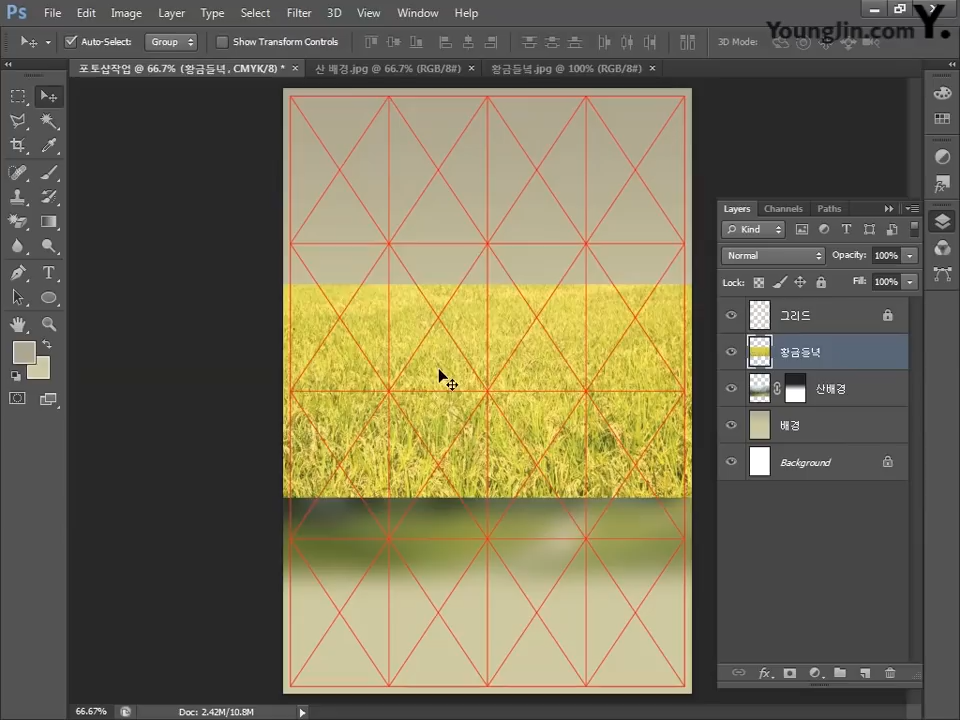 Ps File Edit Image Layer Type Select Filter 3D View Window Help
YoungJin.com Y.
Auto-Select: Group Show Transform Controls 3D Mode:
포토샵작업 @ 66.7% (황금들녘, CMYK/8) * × 산 배경.jpg @ 66.7% (RGB/8#) × 황금들녘.jpg @ 100% (RGB/8#) ×
Layers Channels Paths
Kind
Normal Opacity: 100%
Lock: Fill: 100%
그리드
황금들녘
산배경
배경
Background
66.67% Doc: 2.42M/10.8M